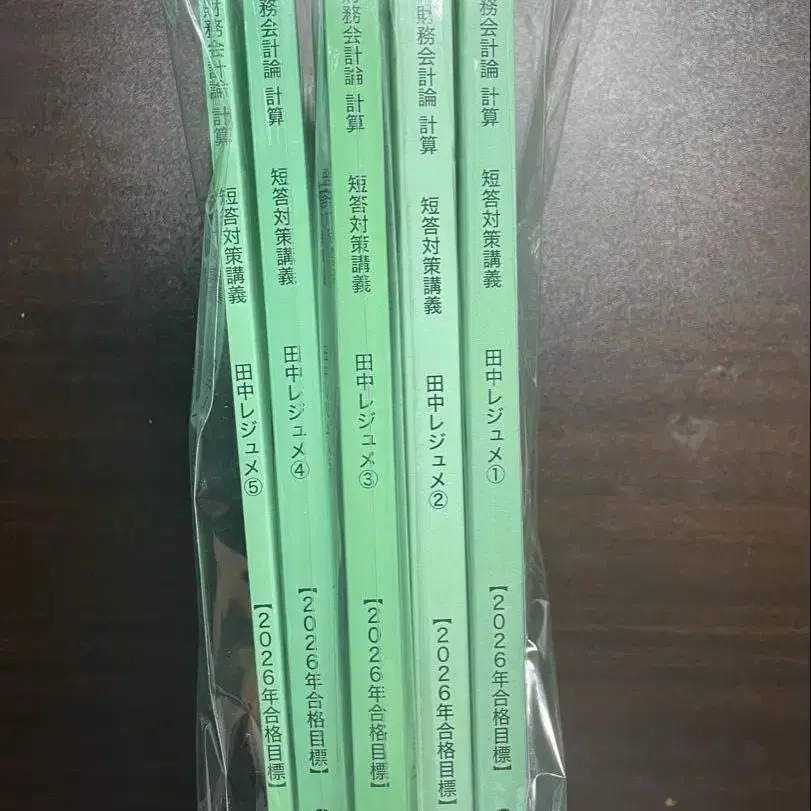 財務会計論 計算 短答対策講義 田中レジュメ⑤ 【2026年合格目標】
務会計論 計算 短答対策講義 田中レジュメ④ 【2026年合格目標】
務会計論 計算 短答対策講義 田中レジュメ③ 【2026年合格目標】
財務会計論 計算 短答対策講義 田中レジュメ② 【2026年合格目標】
務会計論 計算 短答対策講義 田中レジュメ① 【2026年合格目標】